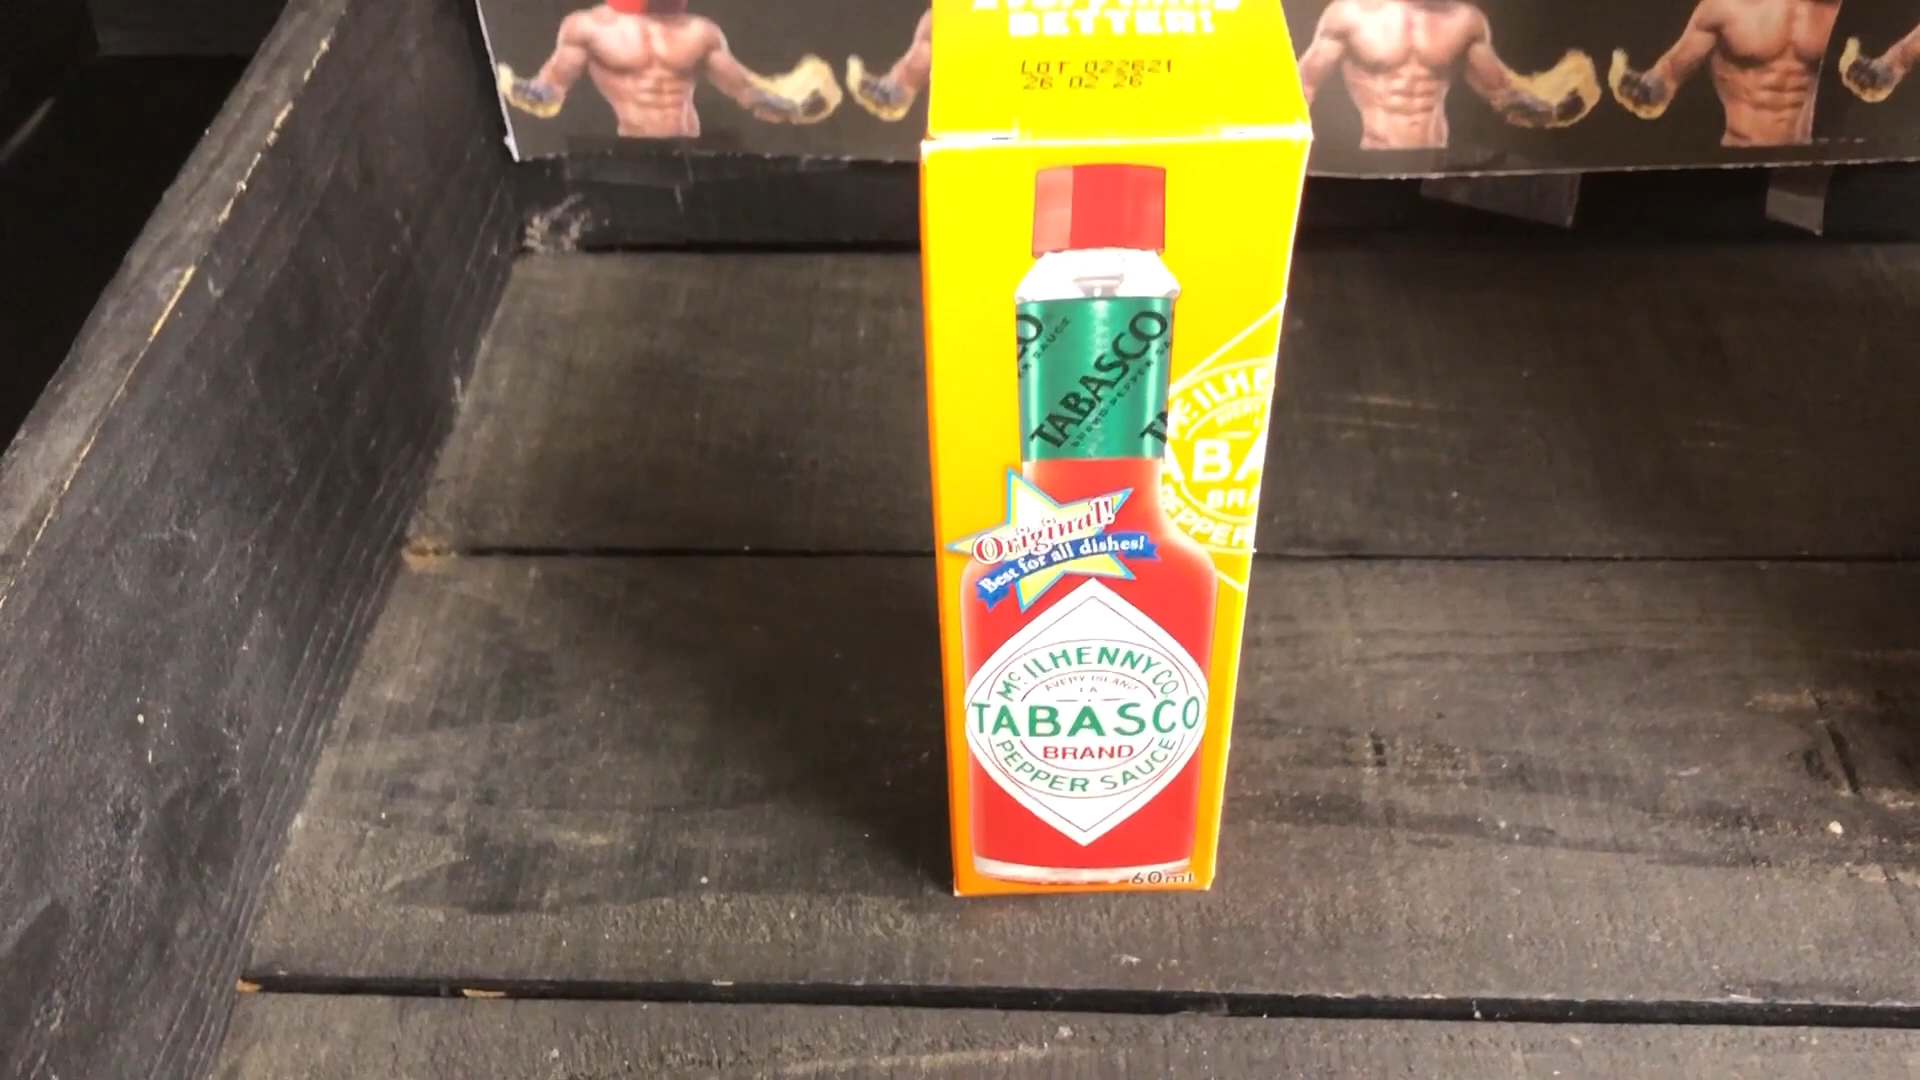 BETTER!
LOT 022621
26 02 26
TABASCO
Original!
Best for all dishes!
McILHENNY CO.
AVERY ISLAND
LA
TABASCO
BRAND
PEPPER SAUCE
60ml